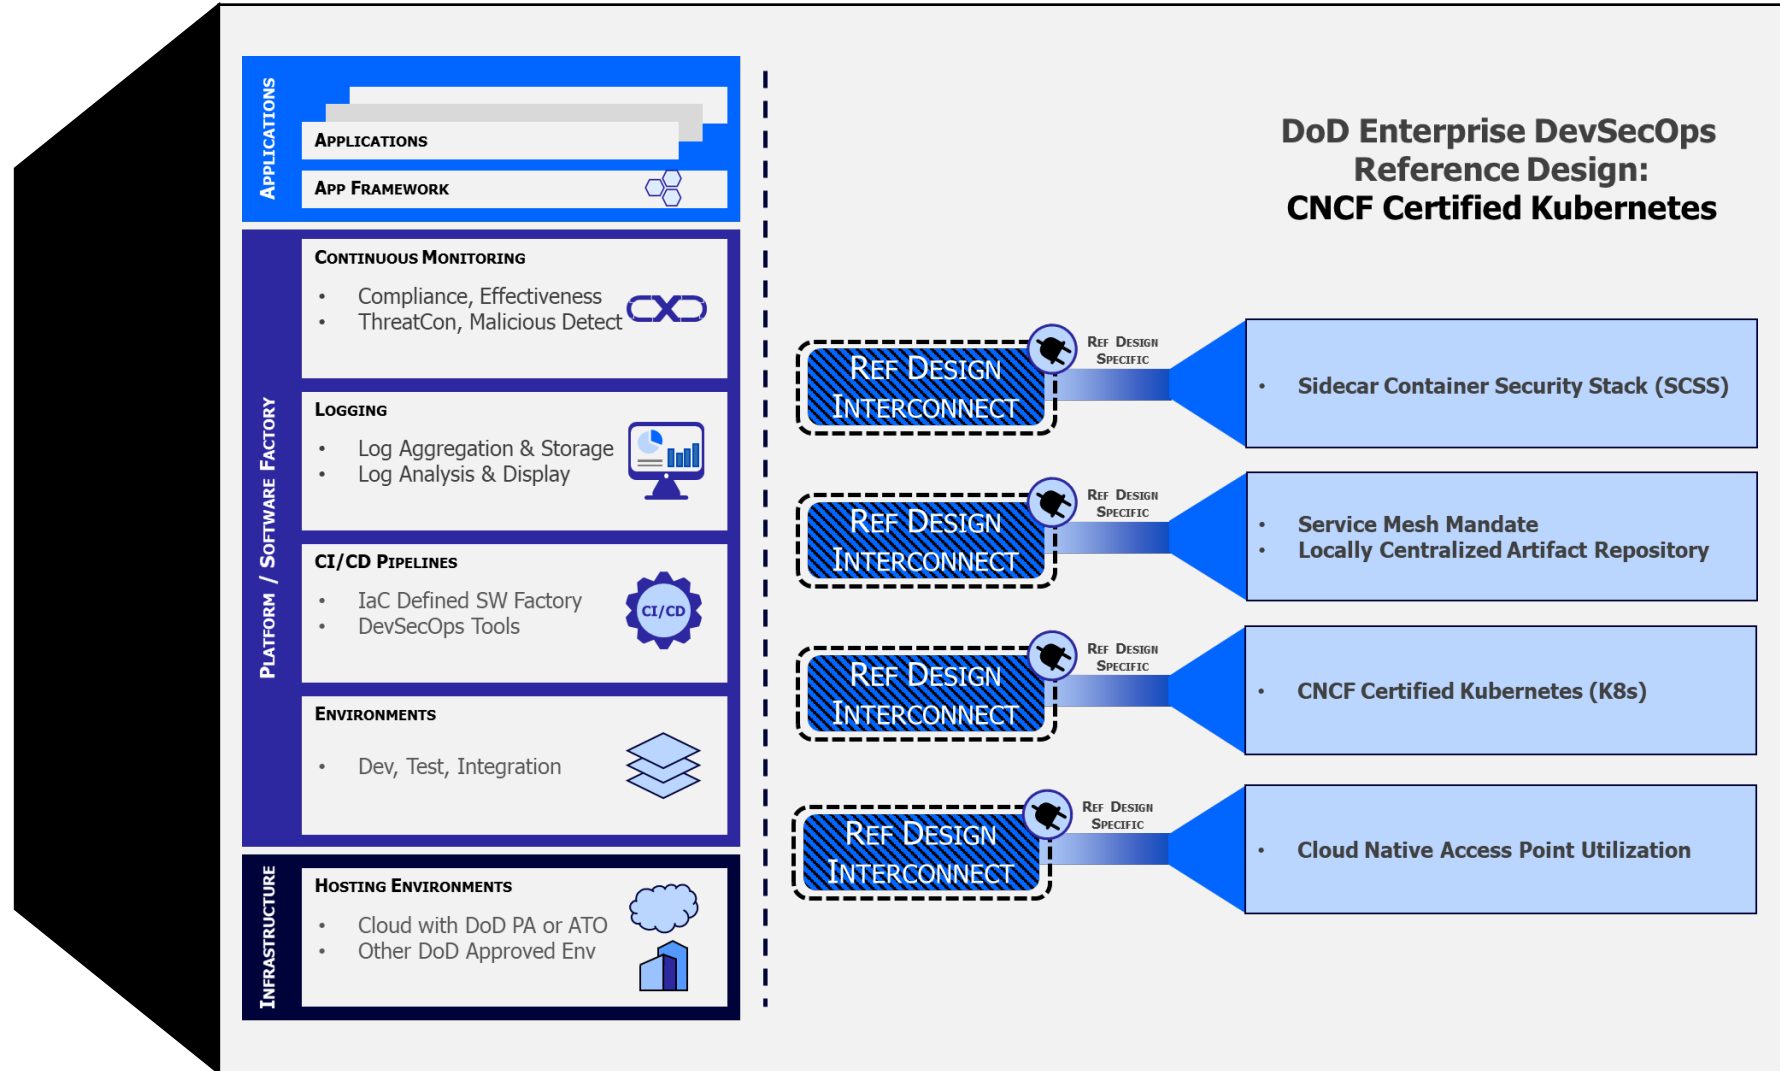 APPLICATIONS
APPLICATIONS
APP FRAMEWORK
PLATFORM / SOFTWARE FACTORY
CONTINUOUS MONITORING
• Compliance, Effectiveness
• ThreatCon, Malicious Detect
LOGGING
• Log Aggregation & Storage
• Log Analysis & Display
CI/CD PIPELINES
• IaC Defined SW Factory
• DevSecOps Tools
CI/CD
ENVIRONMENTS
• Dev, Test, Integration
INFRASTRUCTURE
HOSTING ENVIRONMENTS
• Cloud with DoD PA or ATO
• Other DoD Approved Env
DoD Enterprise DevSecOps
Reference Design:
CNCF Certified Kubernetes
REF DESIGN
INTERCONNECT
REF DESIGN
SPECIFIC
• Sidecar Container Security Stack (SCSS)
REF DESIGN
INTERCONNECT
REF DESIGN
SPECIFIC
• Service Mesh Mandate
• Locally Centralized Artifact Repository
REF DESIGN
INTERCONNECT
REF DESIGN
SPECIFIC
• CNCF Certified Kubernetes (K8s)
REF DESIGN
INTERCONNECT
REF DESIGN
SPECIFIC
• Cloud Native Access Point Utilization